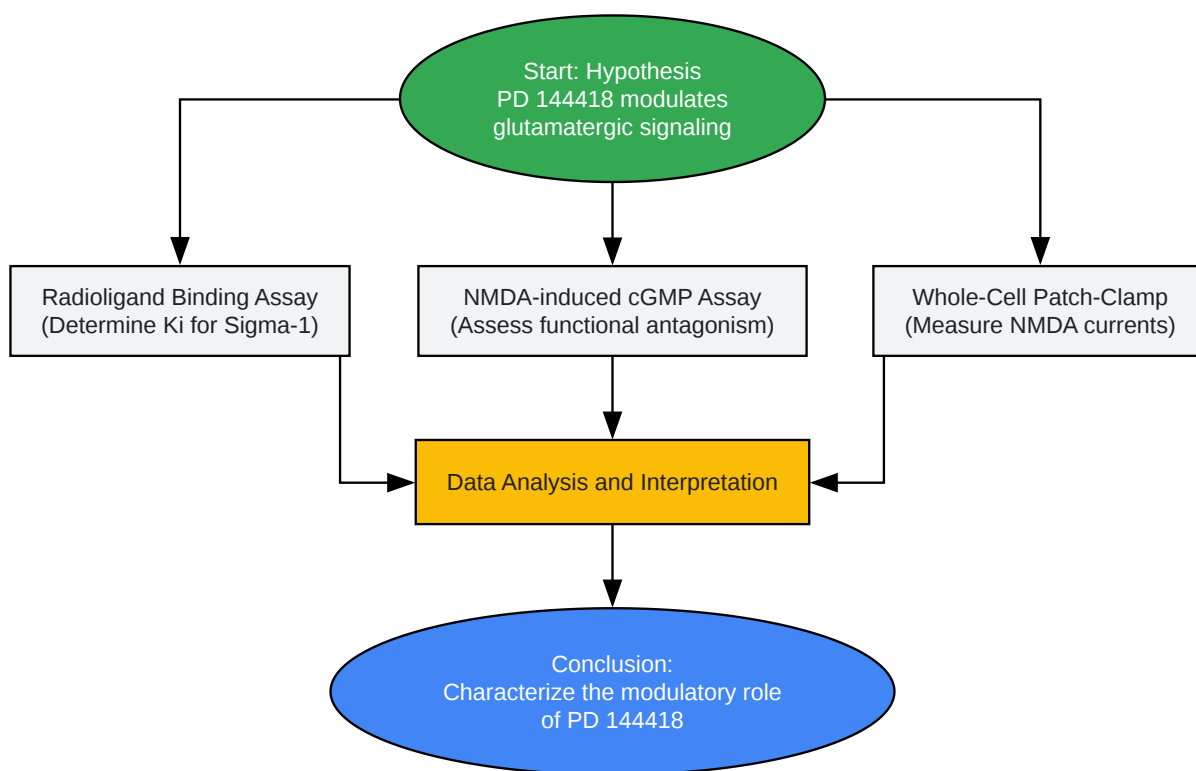 Start: Hypothesis
PD 144418 modulates
glutamatergic signaling
Radioligand Binding Assay
(Determine Ki for Sigma-1)
NMDA-induced cGMP Assay
(Assess functional antagonism)
Whole-Cell Patch-Clamp
(Measure NMDA currents)
Data Analysis and Interpretation
Conclusion:
Characterize the modulatory role
of PD 144418